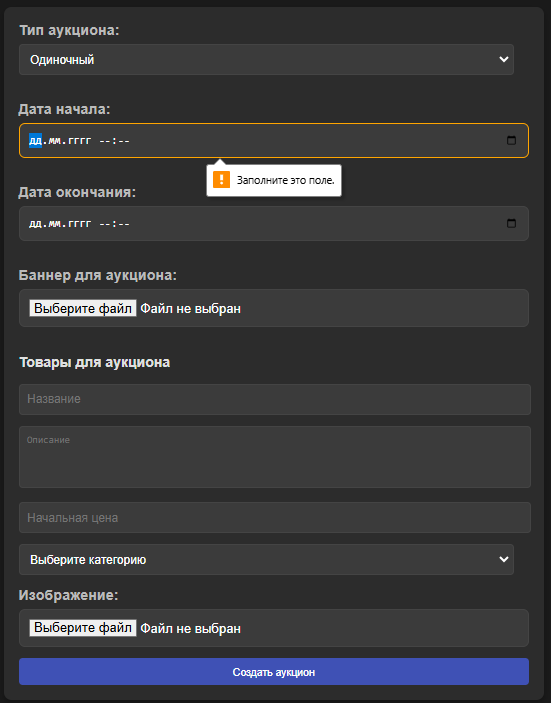 Тип аукциона:
Одиночный
Дата начала:
дд.мм.гггг --:--
Заполните это поле.
Дата окончания:
дд.мм.гггг --:--
Баннер для аукциона:
Выберите файл Файл не выбран
Товары для аукциона
Название
Описание
Начальная цена
Выберите категорию
Изображение:
Выберите файл Файл не выбран
Создать аукцион